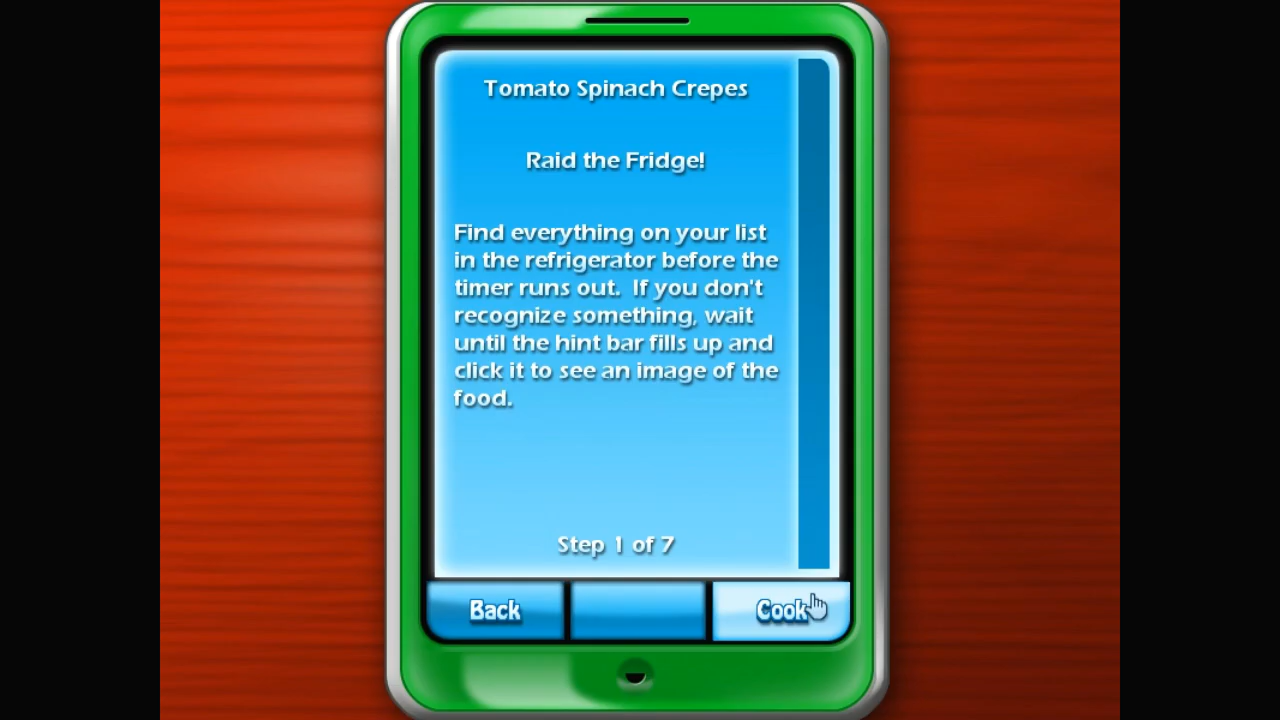 Tomato Spinach Crepes
Raid the Fridge!
Find everything on your list
in the refrigerator before the
timer runs out.  If you don't
recognize something, wait
until the hint bar fills up and
click it to see an image of the
food.
Step 1 of 7
Back
Cook